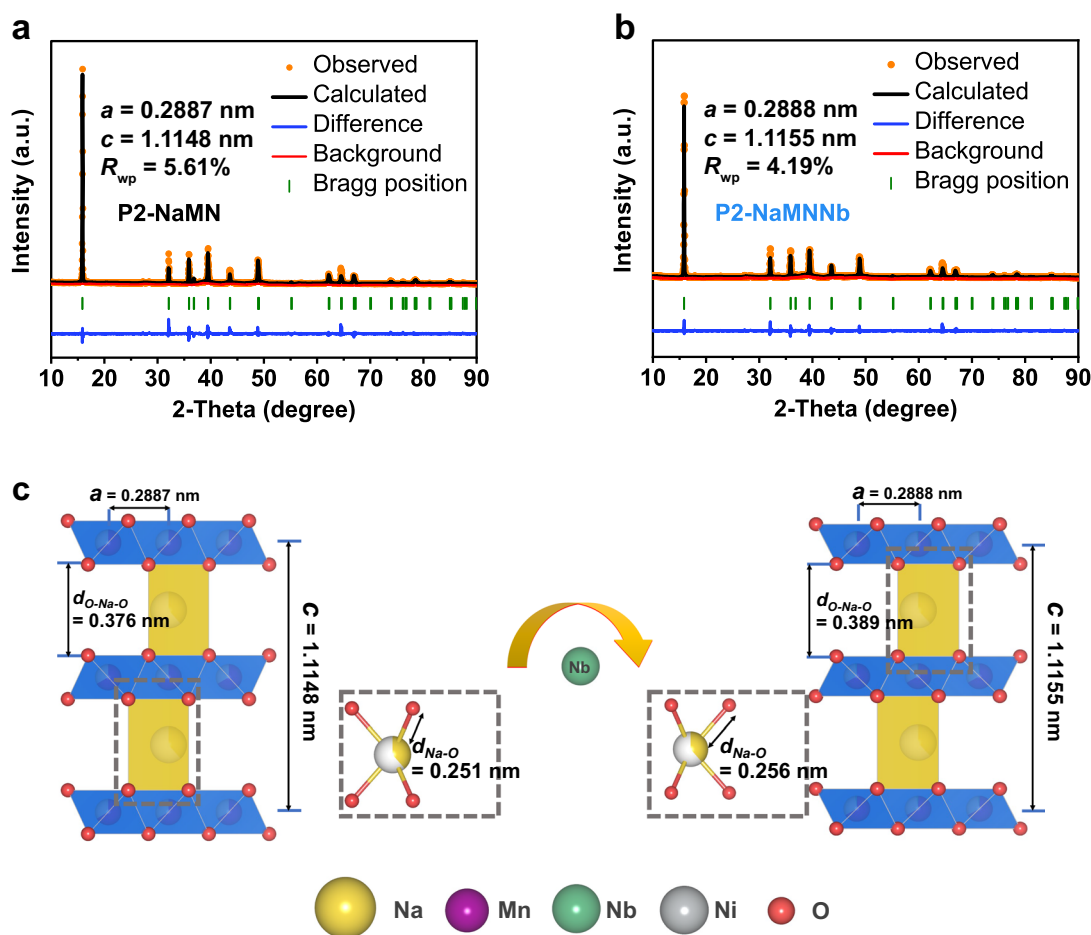 a
Intensity (a.u.)
a = 0.2887 nm
c = 1.1148 nm
Rwp = 5.61%
P2-NaMN
Observed
Calculated
Difference
Background
Bragg position
10 20 30 40 50 60 70 80 90
2-Theta (degree)
b
Intensity (a.u.)
a = 0.2888 nm
c = 1.1155 nm
Rwp = 4.19%
P2-NaMNNb
Observed
Calculated
Difference
Background
Bragg position
10 20 30 40 50 60 70 80 90
2-Theta (degree)
c
a = 0.2887 nm
dO-Na-O
= 0.376 nm
c = 1.1148 nm
dNa-O
= 0.251 nm
Nb
dNa-O
= 0.256 nm
a = 0.2888 nm
dO-Na-O
= 0.389 nm
c = 1.1155 nm
Na Mn Nb Ni O